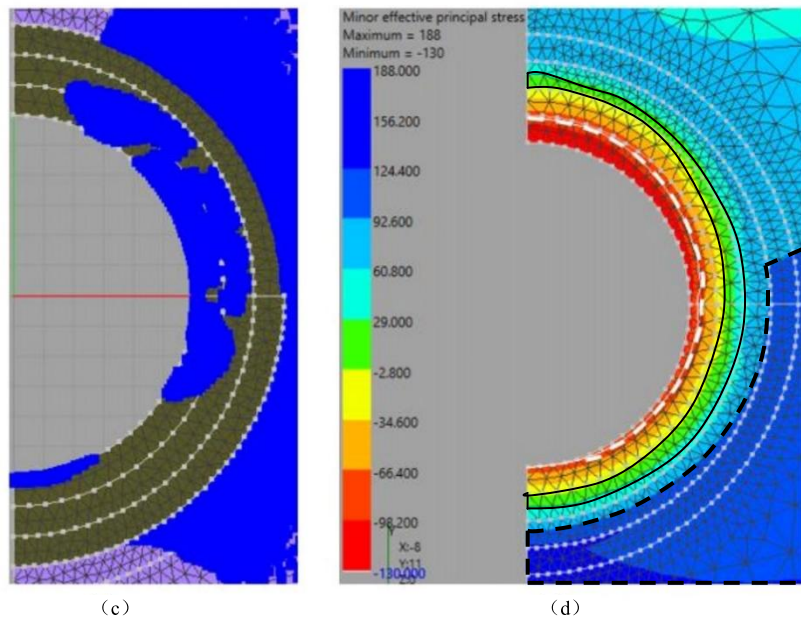 Minor effective principal stress
Maximum = 188
Minimum = -130
188.000
156.200
124.400
92.600
60.800
29.000
-2.800
-34.600
-66.400
-98.200
Y
X:-6
Y:11
-130.000
(c)
(d)